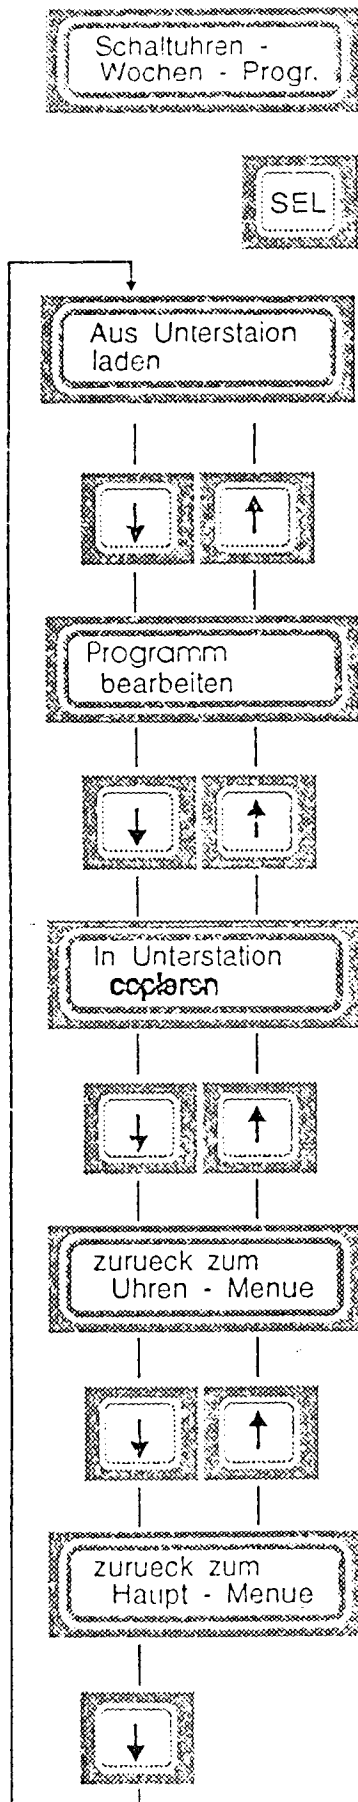 Schaltuhren -
Wochen - Progr.
SEL
Aus Unterstaion
laden
↓ ↑
Programm
bearbeiten
↓ ↑
In Unterstation
copieren
↓ ↑
zurueck zum
Uhren - Menue
↓ ↑
zurueck zum
Haupt - Menue
↓